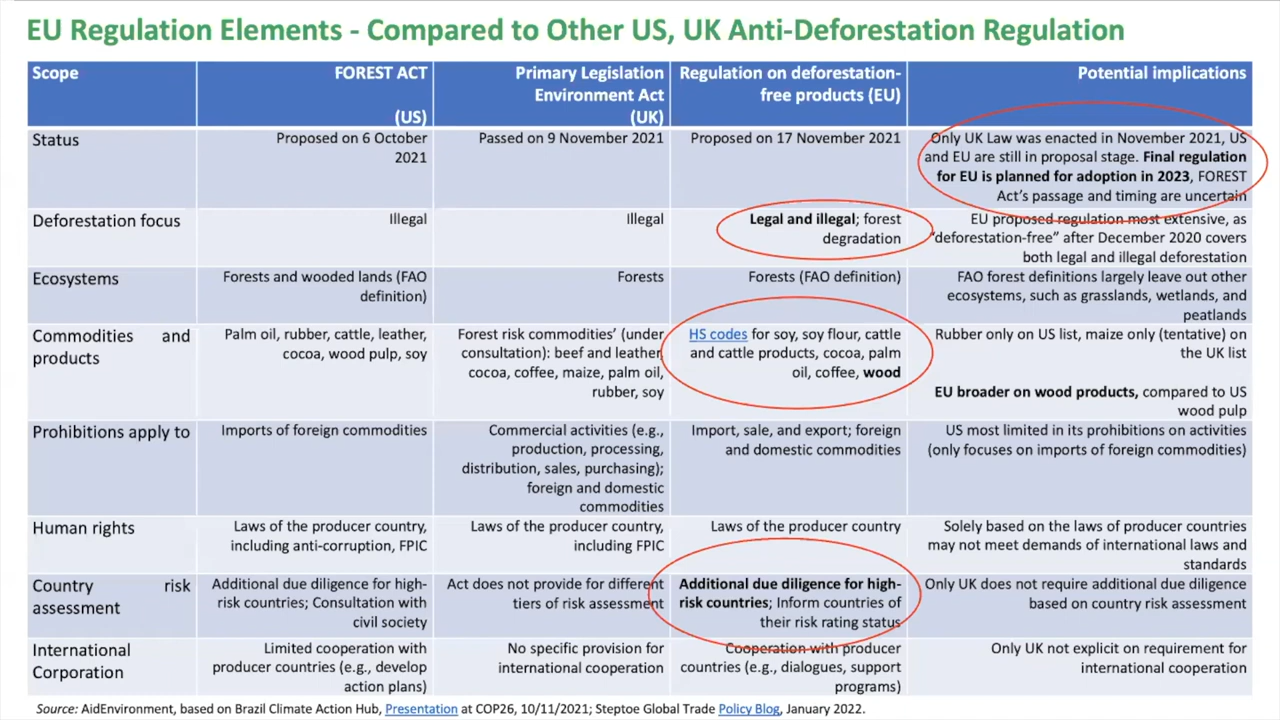 EU Regulation Elements - Compared to Other US, UK Anti-Deforestation Regulation
Scope
FOREST ACT
(US)
Primary Legislation
Environment Act
(UK)
Regulation on deforestation-
free products (EU)
Potential implications
Status
Proposed on 6 October
2021
Passed on 9 November 2021
Proposed on 17 November 2021
Only UK Law was enacted in November 2021, US
and EU are still in proposal stage. Final regulation
for EU is planned for adoption in 2023, FOREST
Act's passage and timing are uncertain
Deforestation focus
Illegal
Illegal
Legal and illegal; forest
degradation
EU proposed regulation most extensive, as
“deforestation-free” after December 2020 covers
both legal and illegal deforestation
Ecosystems
Forests and wooded lands (FAO
definition)
Forests
Forests (FAO definition)
FAO forest definitions largely leave out other
ecosystems, such as grasslands, wetlands, and
peatlands
Commodities and
products
Palm oil, rubber, cattle, leather,
cocoa, wood pulp, soy
Forest risk commodities’ (under
consultation): beef and leather,
cocoa, coffee, maize, palm oil,
rubber, soy
HS codes for soy, soy flour, cattle
and cattle products, cocoa, palm
oil, coffee, wood
Rubber only on US list, maize only (tentative) on
the UK list
EU broader on wood products, compared to US
wood pulp
Prohibitions apply to
Imports of foreign commodities
Commercial activities (e.g.,
production, processing,
distribution, sales, purchasing);
foreign and domestic
commodities
Import, sale, and export; foreign
and domestic commodities
US most limited in its prohibitions on activities
(only focuses on imports of foreign commodities)
Human rights
Laws of the producer country,
including anti-corruption, FPIC
Laws of the producer country,
including FPIC
Laws of the producer country
Solely based on the laws of producer countries
may not meet demands of international laws and
standards
Country risk
assessment
Additional due diligence for high-
risk countries; Consultation with
civil society
Act does not provide for different
tiers of risk assessment
Additional due diligence for high-
risk countries; Inform countries of
their risk rating status
Only UK does not require additional due diligence
based on country risk assessment
International
Corporation
Limited cooperation with
producer countries (e.g., develop
action plans)
No specific provision for
international cooperation
Cooperation with producer
countries (e.g., dialogues, support
programs)
Only UK not explicit on requirement for
international cooperation
Source: AidEnvironment, based on Brazil Climate Action Hub, Presentation at COP26, 10/11/2021; Steptoe Global Trade Policy Blog, January 2022.